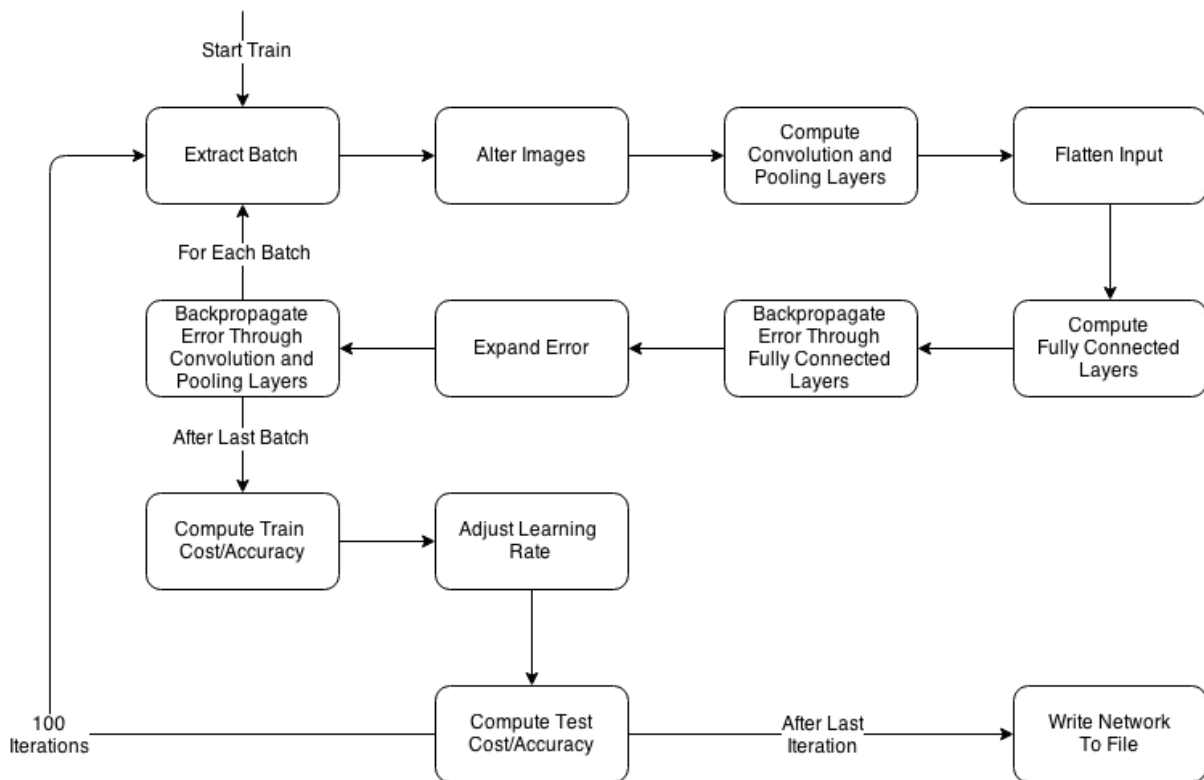 Start Train
Extract Batch
Alter Images
Compute
Convolution and
Pooling Layers
Flatten Input
For Each Batch
Backpropagate
Error Through
Convolution and
Pooling Layers
Expand Error
Backpropagate
Error Through
Fully Connected
Layers
Compute
Fully Connected
Layers
After Last Batch
Compute Train
Cost/Accuracy
Adjust Learning
Rate
100
Iterations
Compute Test
Cost/Accuracy
After Last
Iteration
Write Network
To File